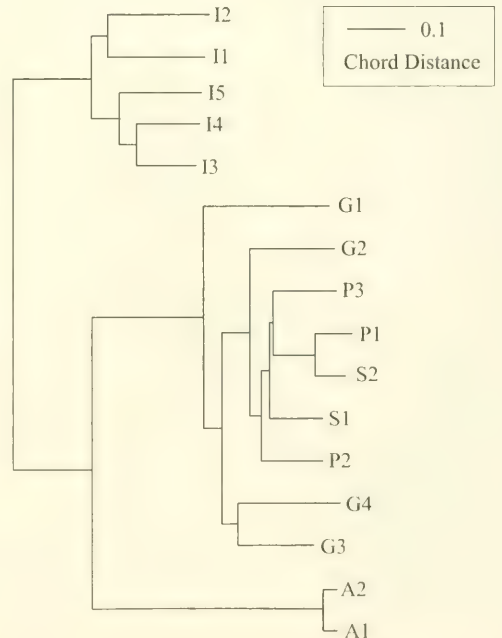 I2
0.1
Chord Distance
I1
I5
I4
I3
G1
G2
P3
P1
S2
S1
P2
G4
G3
A2
A1